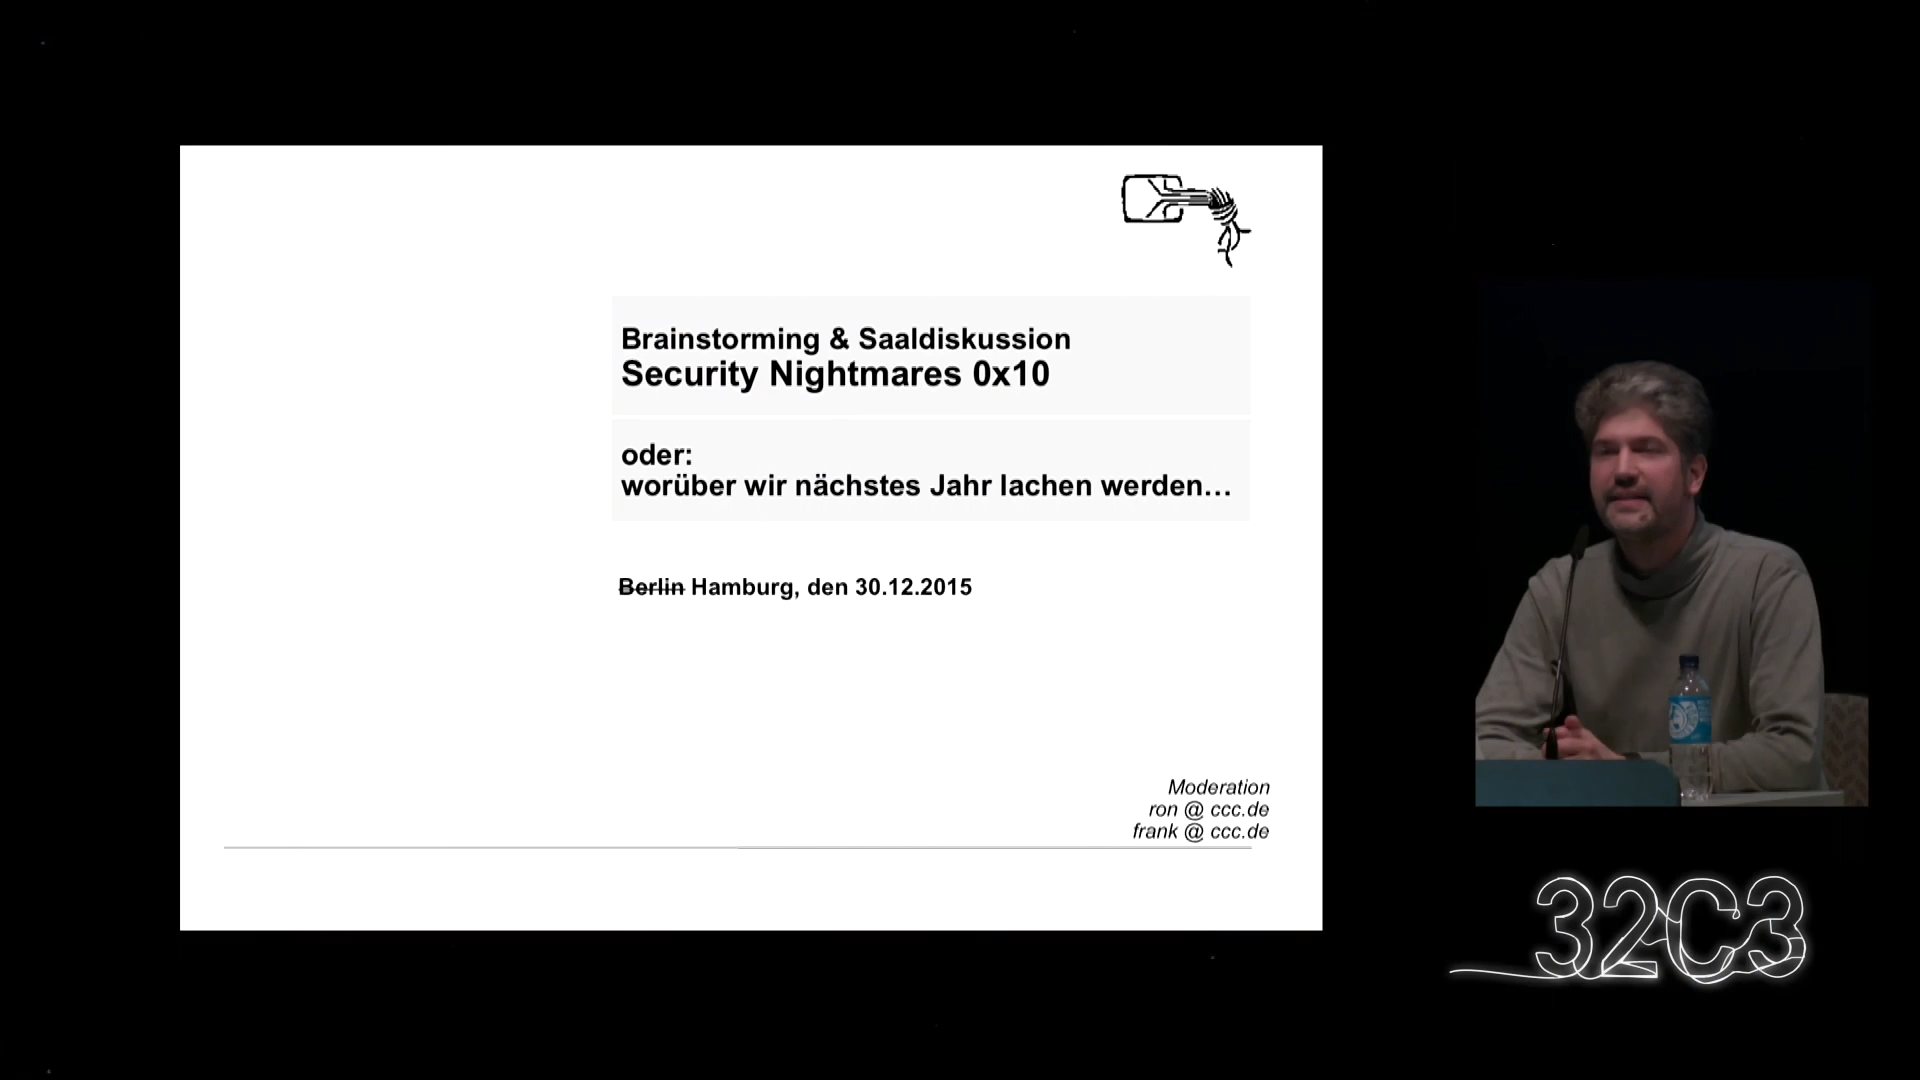 Brainstorming & Saaldiskussion
Security Nightmares 0x10
oder:
worüber wir nächstes Jahr lachen werden…
Berlin Hamburg, den 30.12.2015
Moderation
ron @ ccc.de
frank @ ccc.de
32C3